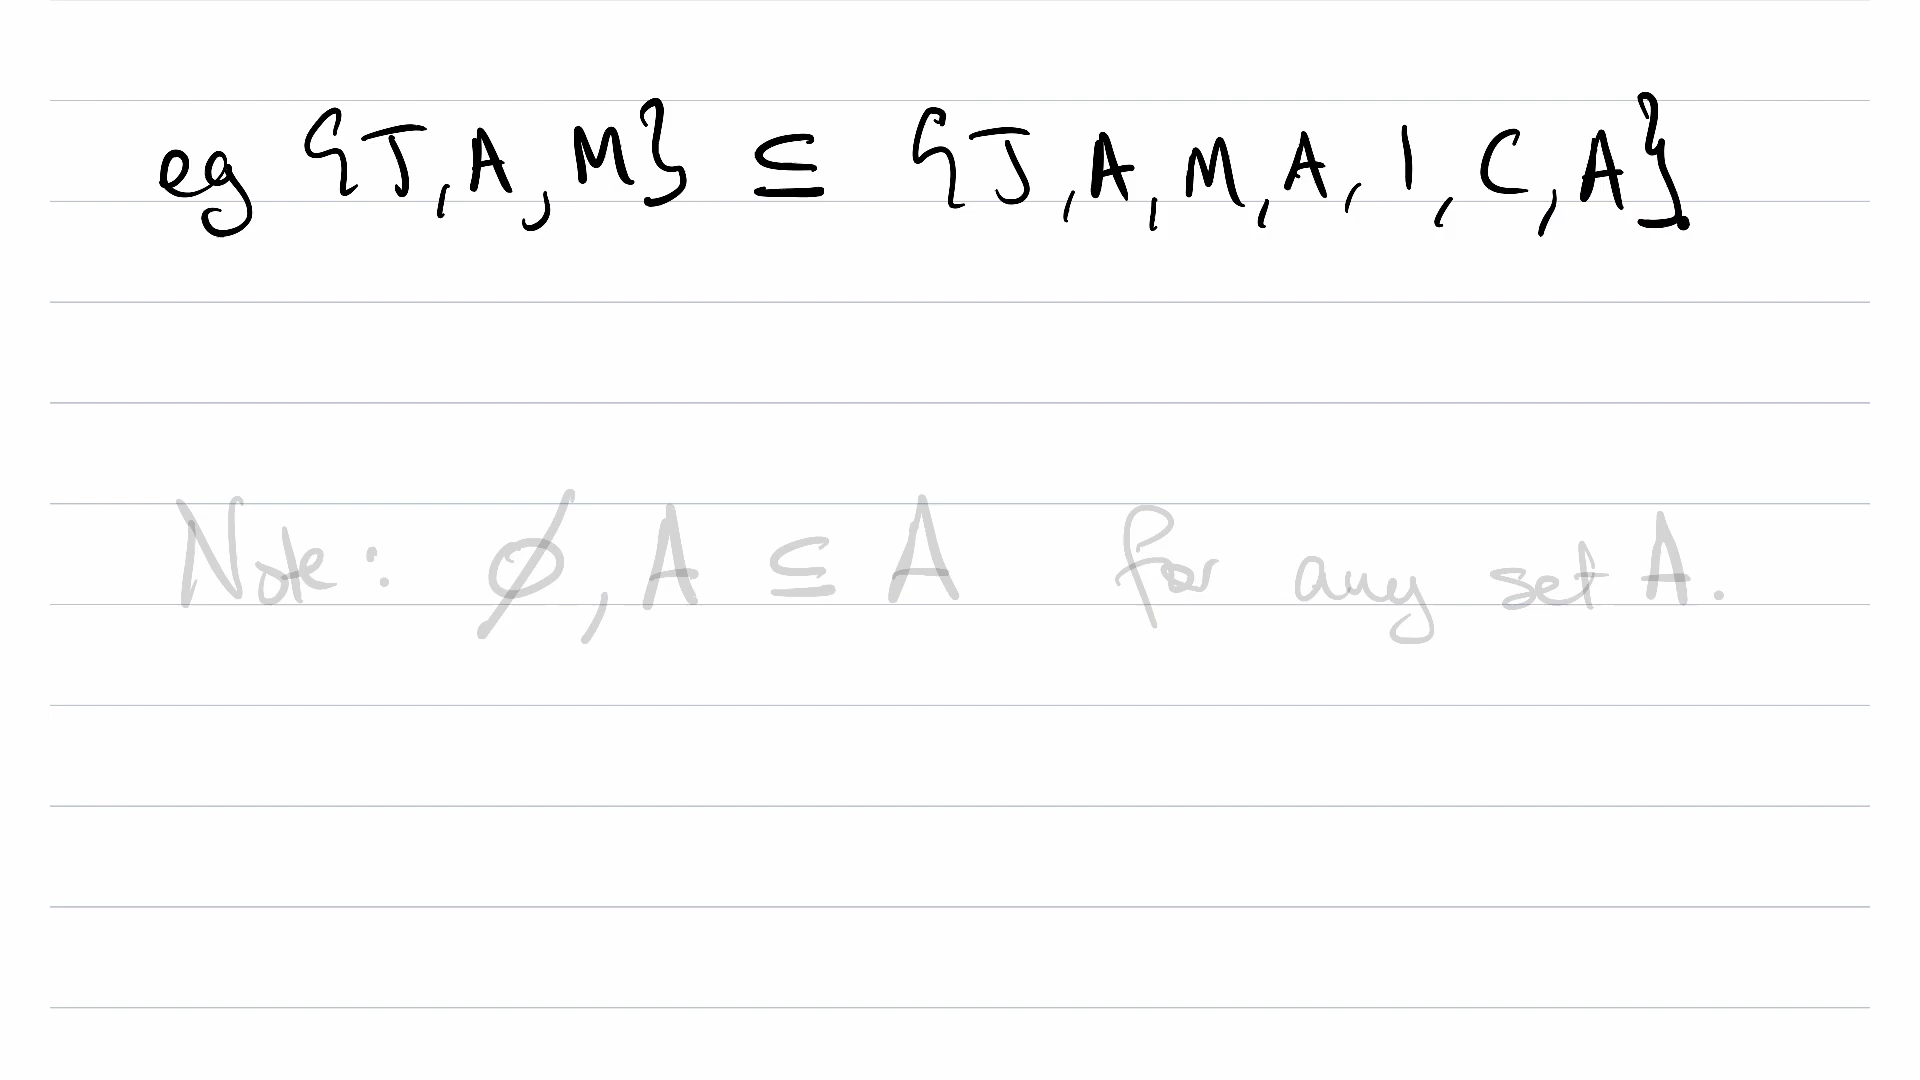 eg {J, A, M} ⊆ {J, A, M, A, I, C, A}.
Note: ∅, A ⊆ A for any set A.